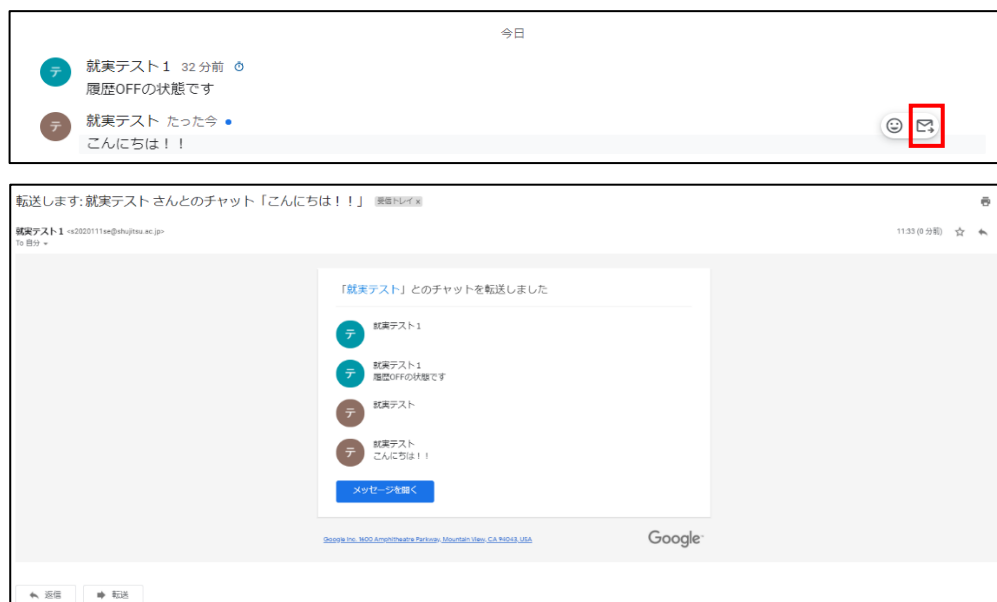 今日
テ 就実テスト1 32 分前
履歴OFFの状態です
テ 就実テスト たった今
こんにちは！！
転送します: 就実テスト さんとのチャット「こんにちは！！」 受信トレイ ×
就実テスト1 <s2020111se@shujitsu.ac.jp> 11:33 (0 分前)
To 自分
「就実テスト」とのチャットを転送しました
テ 就実テスト1
テ 就実テスト1
履歴OFFの状態です
テ 就実テスト
テ 就実テスト
こんにちは！！
メッセージを開く
Google Inc. 1600 Amphitheatre Parkway, Mountain View, CA 94043, USA Google
返信 転送